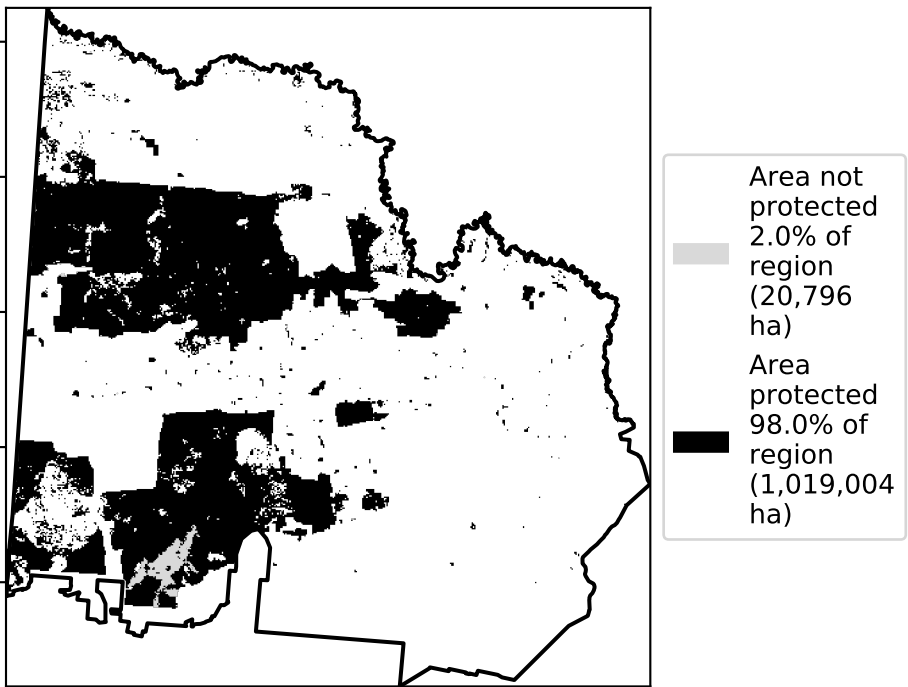 Area not
protected
2.0% of
region
(20,796
ha)
Area
protected
98.0% of
region
(1,019,004
ha)